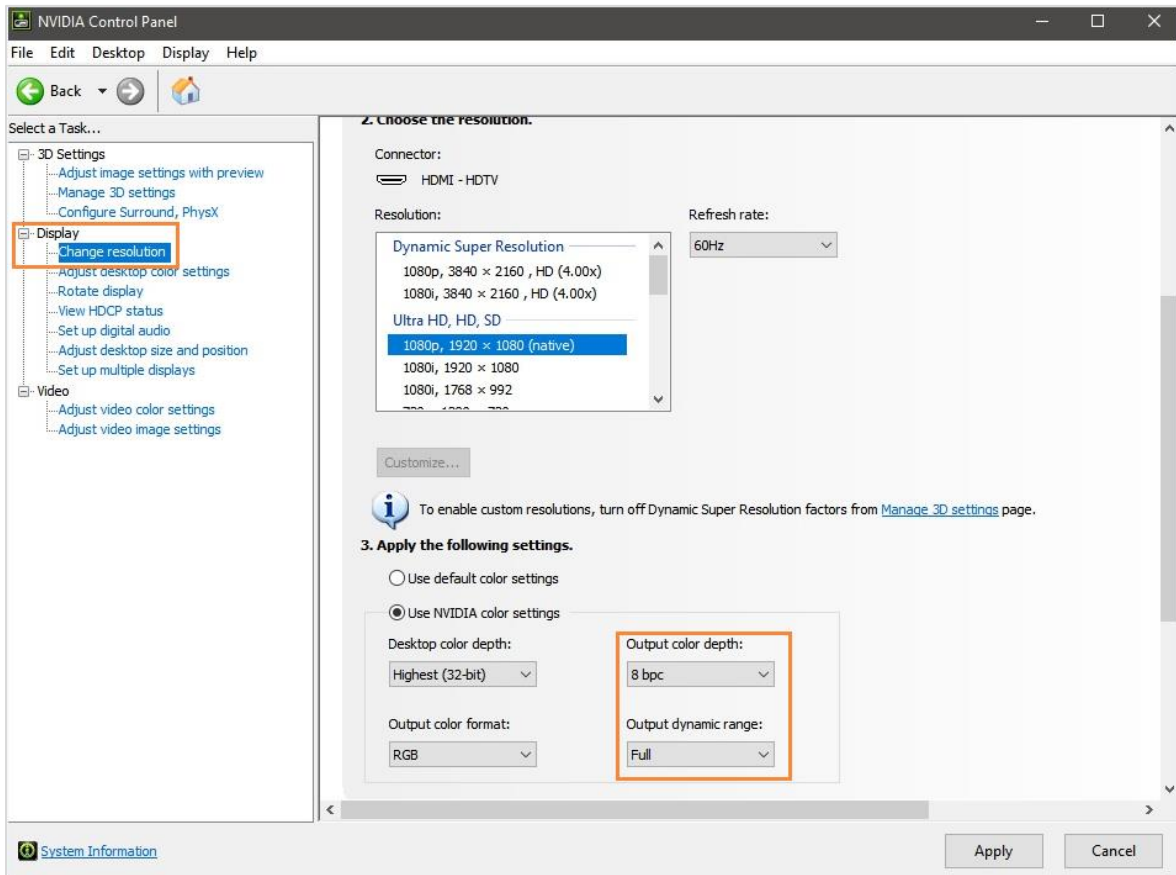 NVIDIA Control Panel
File Edit Desktop Display Help
Back
Select a Task...
3D Settings
Adjust image settings with preview
Manage 3D settings
Configure Surround, PhysX
Display
Change resolution
Adjust desktop color settings
Rotate display
View HDCP status
Set up digital audio
Adjust desktop size and position
Set up multiple displays
Video
Adjust video color settings
Adjust video image settings
2. Choose the resolution.
Connector:
HDMI - HDTV
Resolution:
Refresh rate:
60Hz
Dynamic Super Resolution
1080p, 3840 × 2160 , HD (4.00x)
1080i, 3840 × 2160 , HD (4.00x)
Ultra HD, HD, SD
1080p, 1920 × 1080 (native)
1080i, 1920 × 1080
1080i, 1768 × 992
Customize...
To enable custom resolutions, turn off Dynamic Super Resolution factors from Manage 3D settings page.
3. Apply the following settings.
Use default color settings
Use NVIDIA color settings
Desktop color depth:
Highest (32-bit)
Output color depth:
8 bpc
Output color format:
RGB
Output dynamic range:
Full
System Information
Apply
Cancel